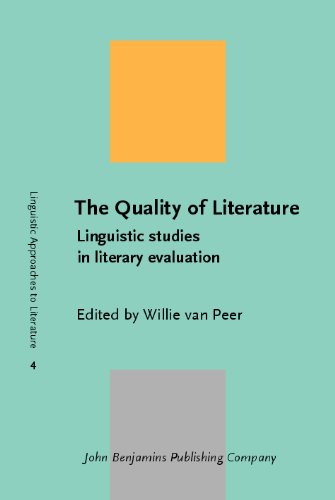 The Quality of Literature
Linguistic studies
in literary evaluation
Edited by Willie van Peer
Linguistic Approaches to Literature
4
John Benjamins Publishing Company